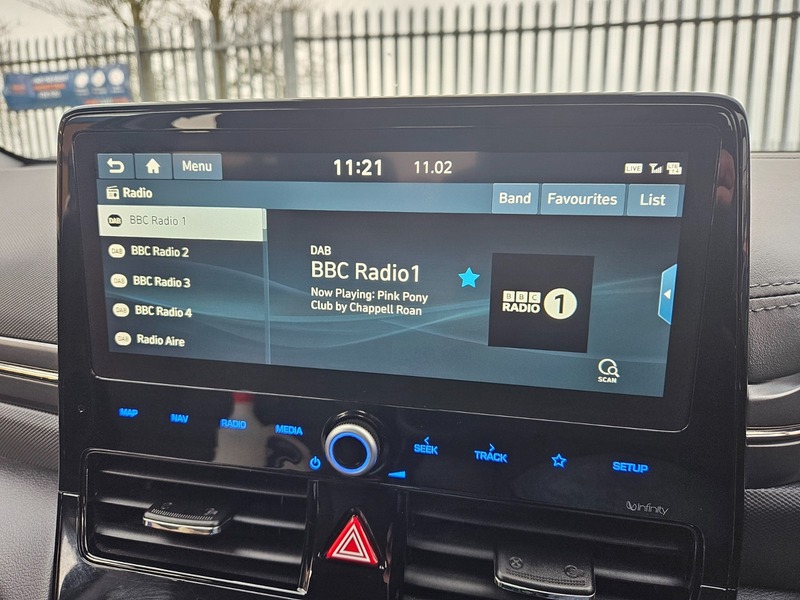 Menu
11:21
11.02
LIVE
Radio
Band
Favourites
List
DAB
BBC Radio 1
DAB
BBC Radio 2
DAB
BBC Radio 3
DAB
BBC Radio 4
DAB
Radio Aire
DAB
BBC Radio1
Now Playing: Pink Pony
Club by Chappell Roan
BBC
RADIO 1
SCAN
MAP
NAV
RADIO
MEDIA
SEEK
TRACK
SETUP
infinity